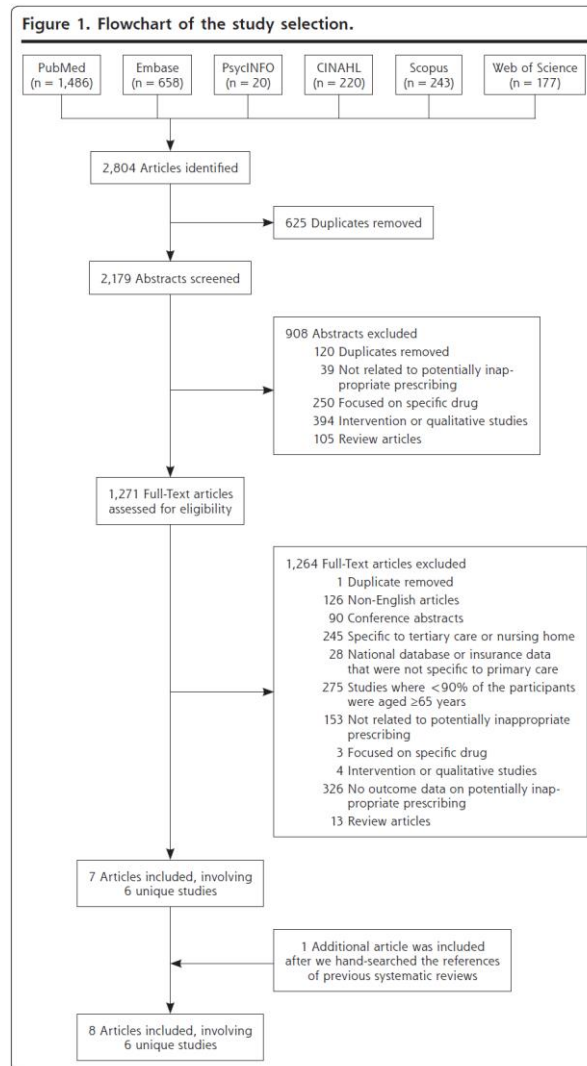 Figure 1. Flowchart of the study selection.
PubMed
(n = 1,486)
Embase
(n = 658)
PsycINFO
(n = 20)
CINAHL
(n = 220)
Scopus
(n = 243)
Web of Science
(n = 177)
2,804 Articles identified
625 Duplicates removed
2,179 Abstracts screened
908 Abstracts excluded
120 Duplicates removed
39 Not related to potentially inap-
propriate prescribing
250 Focused on specific drug
394 Intervention or qualitative studies
105 Review articles
1,271 Full-Text articles
assessed for eligibility
1,264 Full-Text articles excluded
1 Duplicate removed
126 Non-English articles
90 Conference abstracts
245 Specific to tertiary care or nursing home
28 National database or insurance data
that were not specific to primary care
275 Studies where <90% of the participants
were aged ≥65 years
153 Not related to potentially inappropriate
prescribing
3 Focused on specific drug
4 Intervention or qualitative studies
326 No outcome data on potentially inap-
propriate prescribing
13 Review articles
7 Articles included, involving
6 unique studies
1 Additional article was included
after we hand-searched the references
of previous systematic reviews
8 Articles included, involving
6 unique studies